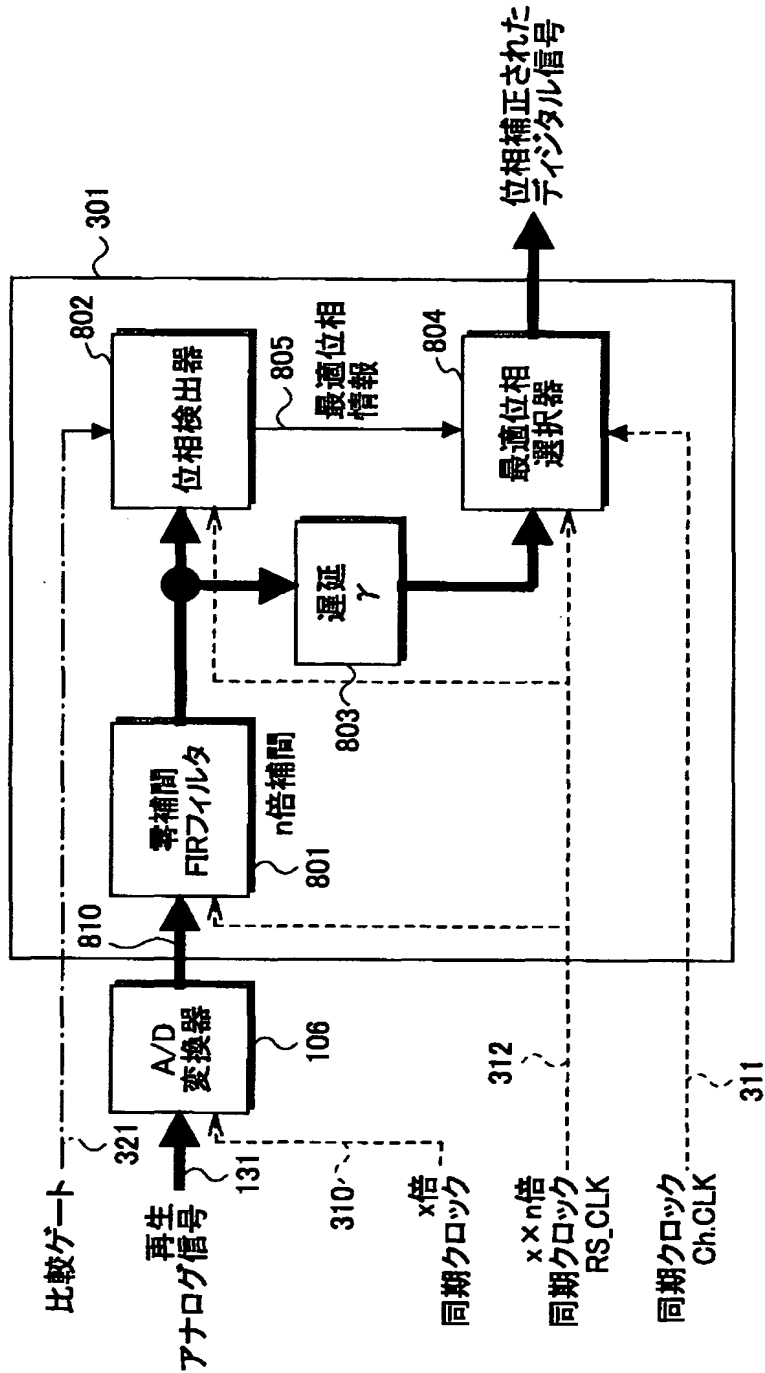 比較ゲート
321
再生
アナログ信号
131
A/D
変換器
106
310
x倍
同期クロック
810
零補間
FIRフィルタ
801
n倍補間
位相検出器
802
301
遅延
γ
803
805
最適位相
情報
最適位相
選択器
804
位相補正された
ディジタル信号
x×n倍
同期クロック
RS_CLK
312
同期クロック
Ch.CLK
311